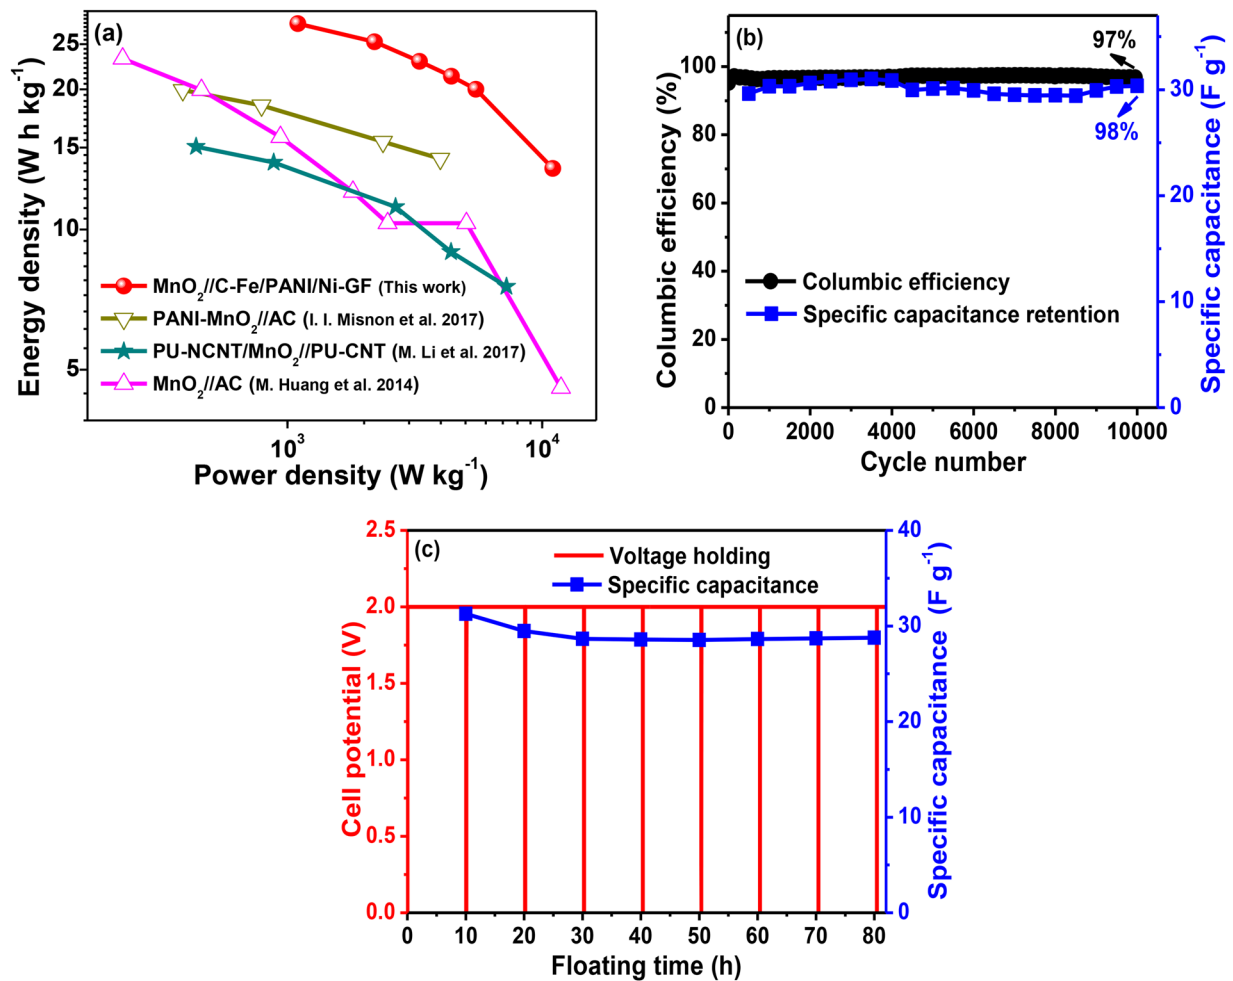 (a)
Energy density (W h kg⁻¹)
25
20
15
10
5
MnO₂//C-Fe/PANI/Ni-GF (This work)
PANI-MnO₂//AC (I. I. Misnon et al. 2017)
PU-NCNT/MnO₂//PU-CNT (M. Li et al. 2017)
MnO₂//AC (M. Huang et al. 2014)
10³ 10⁴
Power density (W kg⁻¹)
(b)
Columbic efficiency (%)
100
80
60
40
20
0
97%
98%
Columbic efficiency
Specific capacitance retention
0 2000 4000 6000 8000 10000
Cycle number
30
20
10
0
Specific capacitance (F g⁻¹)
(c)
Cell potential (V)
2.5
2.0
1.5
1.0
0.5
0.0
Voltage holding
Specific capacitance
0 10 20 30 40 50 60 70 80
Floating time (h)
40
30
20
10
0
Specific capacitance (F g⁻¹)